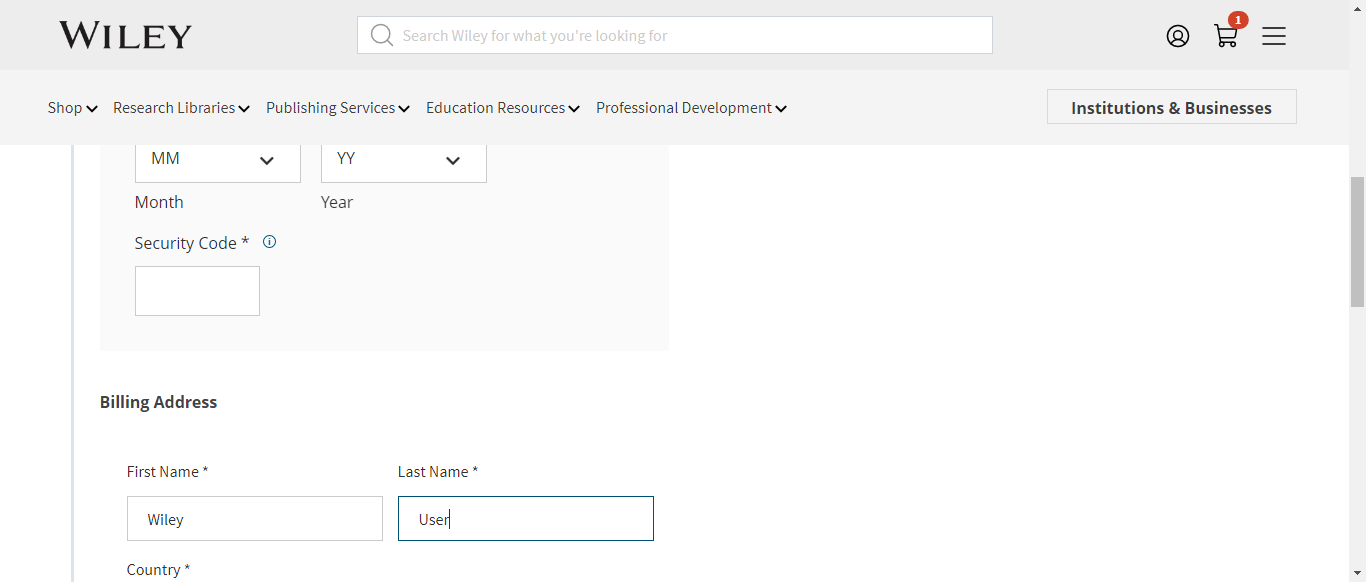 WILEY
Search Wiley for what you're looking for
1
Shop Research Libraries Publishing Services Education Resources Professional Development Institutions & Businesses
MM YY
Month Year
Security Code *
Billing Address
First Name * Last Name *
Wiley User
Country *